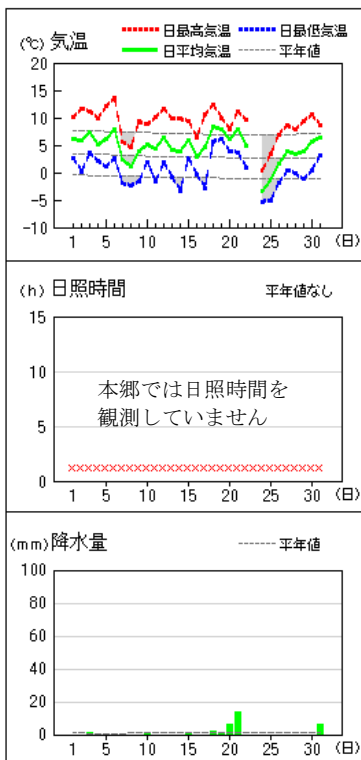 (℃) 気温 日最高気温 日最低気温
日平均気温 平年値
20
15
10
5
0
-5
-10
1 5 10 15 20 25 30 (日)
(h) 日照時間 平年値なし
15
10
5
0
本郷では日照時間を
観測していません
××××××××××××××××××××××××××××××
1 5 10 15 20 25 30 (日)
(mm) 降水量 平年値
100
80
60
40
20
0
1 5 10 15 20 25 30 (日)